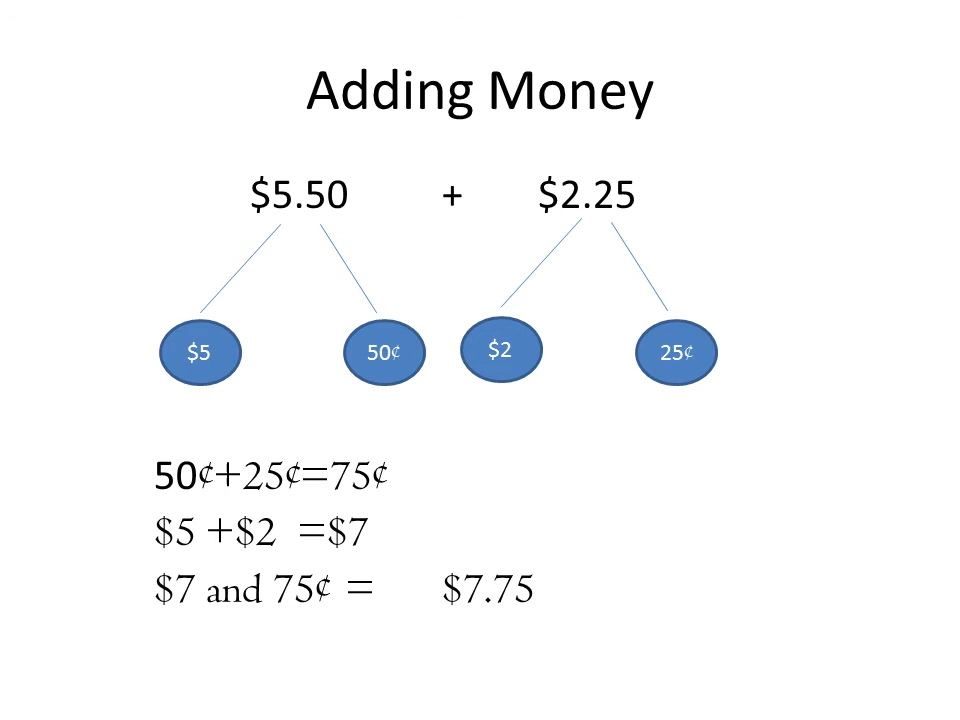 Adding Money
$5.50 + $2.25
$5 50¢ $2 25¢
50¢+25¢=75¢
$5 +$2 =$7
$7 and 75¢ = $7.75